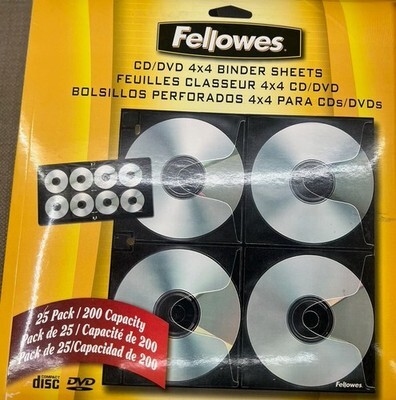 Fellowes
CD/DVD 4x4 BINDER SHEETS
FEUILLES CLASSEUR 4x4 CD/DVD
BOLSILLOS PERFORADOS 4x4 PARA CDs/DVDs
25 Pack / 200 Capacity
Pack de 25 / Capacité de 200
Pack de 25/Capacidad de 200
COMPACT
disc
DVD
Fellowes